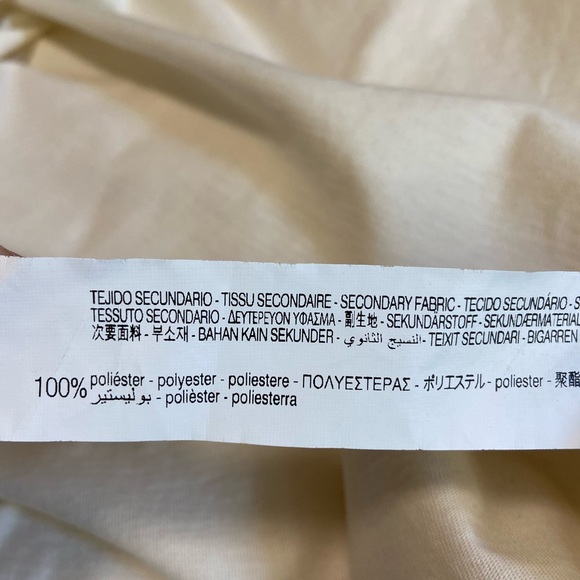 TEJIDO SECUNDARIO - TISSU SECONDAIRE - SECONDARY FABRIC - TECIDO SECUNDÁRIO - S
TESSUTO SECONDARIO - ΔΕΥΤΕΡΕΥΟΝ ΥΦΑΣΜΑ - 副生地 - SEKUNDÄRSTOFF - SEKUNDÆRMATERIAL
次要面料 - 부소재 - BAHAN KAIN SEKUNDER - النسيج الثانوي - TEIXIT SECUNDARI - BIGARREN
100% poliéster - polyester - poliestere - ΠΟΛΥΕΣΤΕΡΑΣ - ポリエステル - poliester - 聚酯
بوليستير - polièster - poliesterra